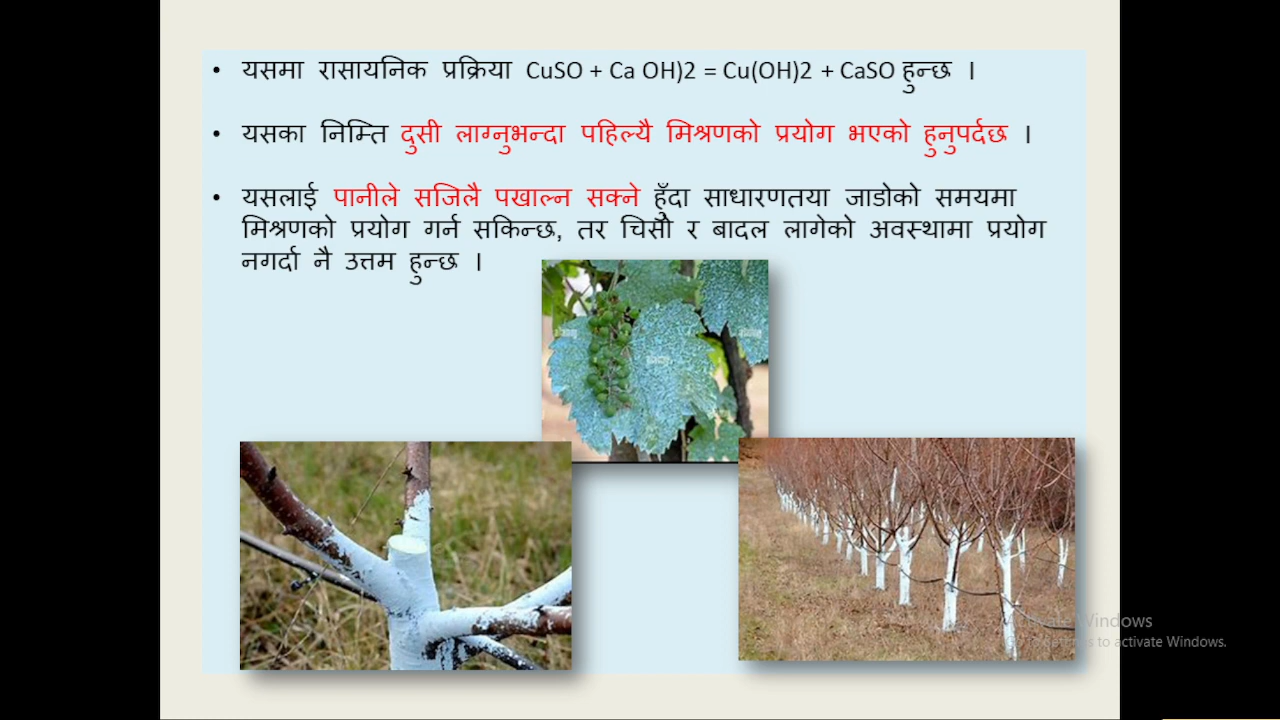 • यसमा रासायनिक प्रक्रिया CuSO + Ca OH)2 = Cu(OH)2 + CaSO हुन्छ ।
• यसका निम्ति दुसी लाग्नुभन्दा पहिल्यै मिश्रणको प्रयोग भएको हुनुपर्दछ ।
• यसलाई पानीले सजिलै पखाल्न सक्ने हुँदा साधारणतया जाडोको समयमा
मिश्रणको प्रयोग गर्न सकिन्छ, तर चिसो र बादल लागेको अवस्थामा प्रयोग
नगर्दा नै उत्तम हुन्छ ।
Windows
to activate Windows.